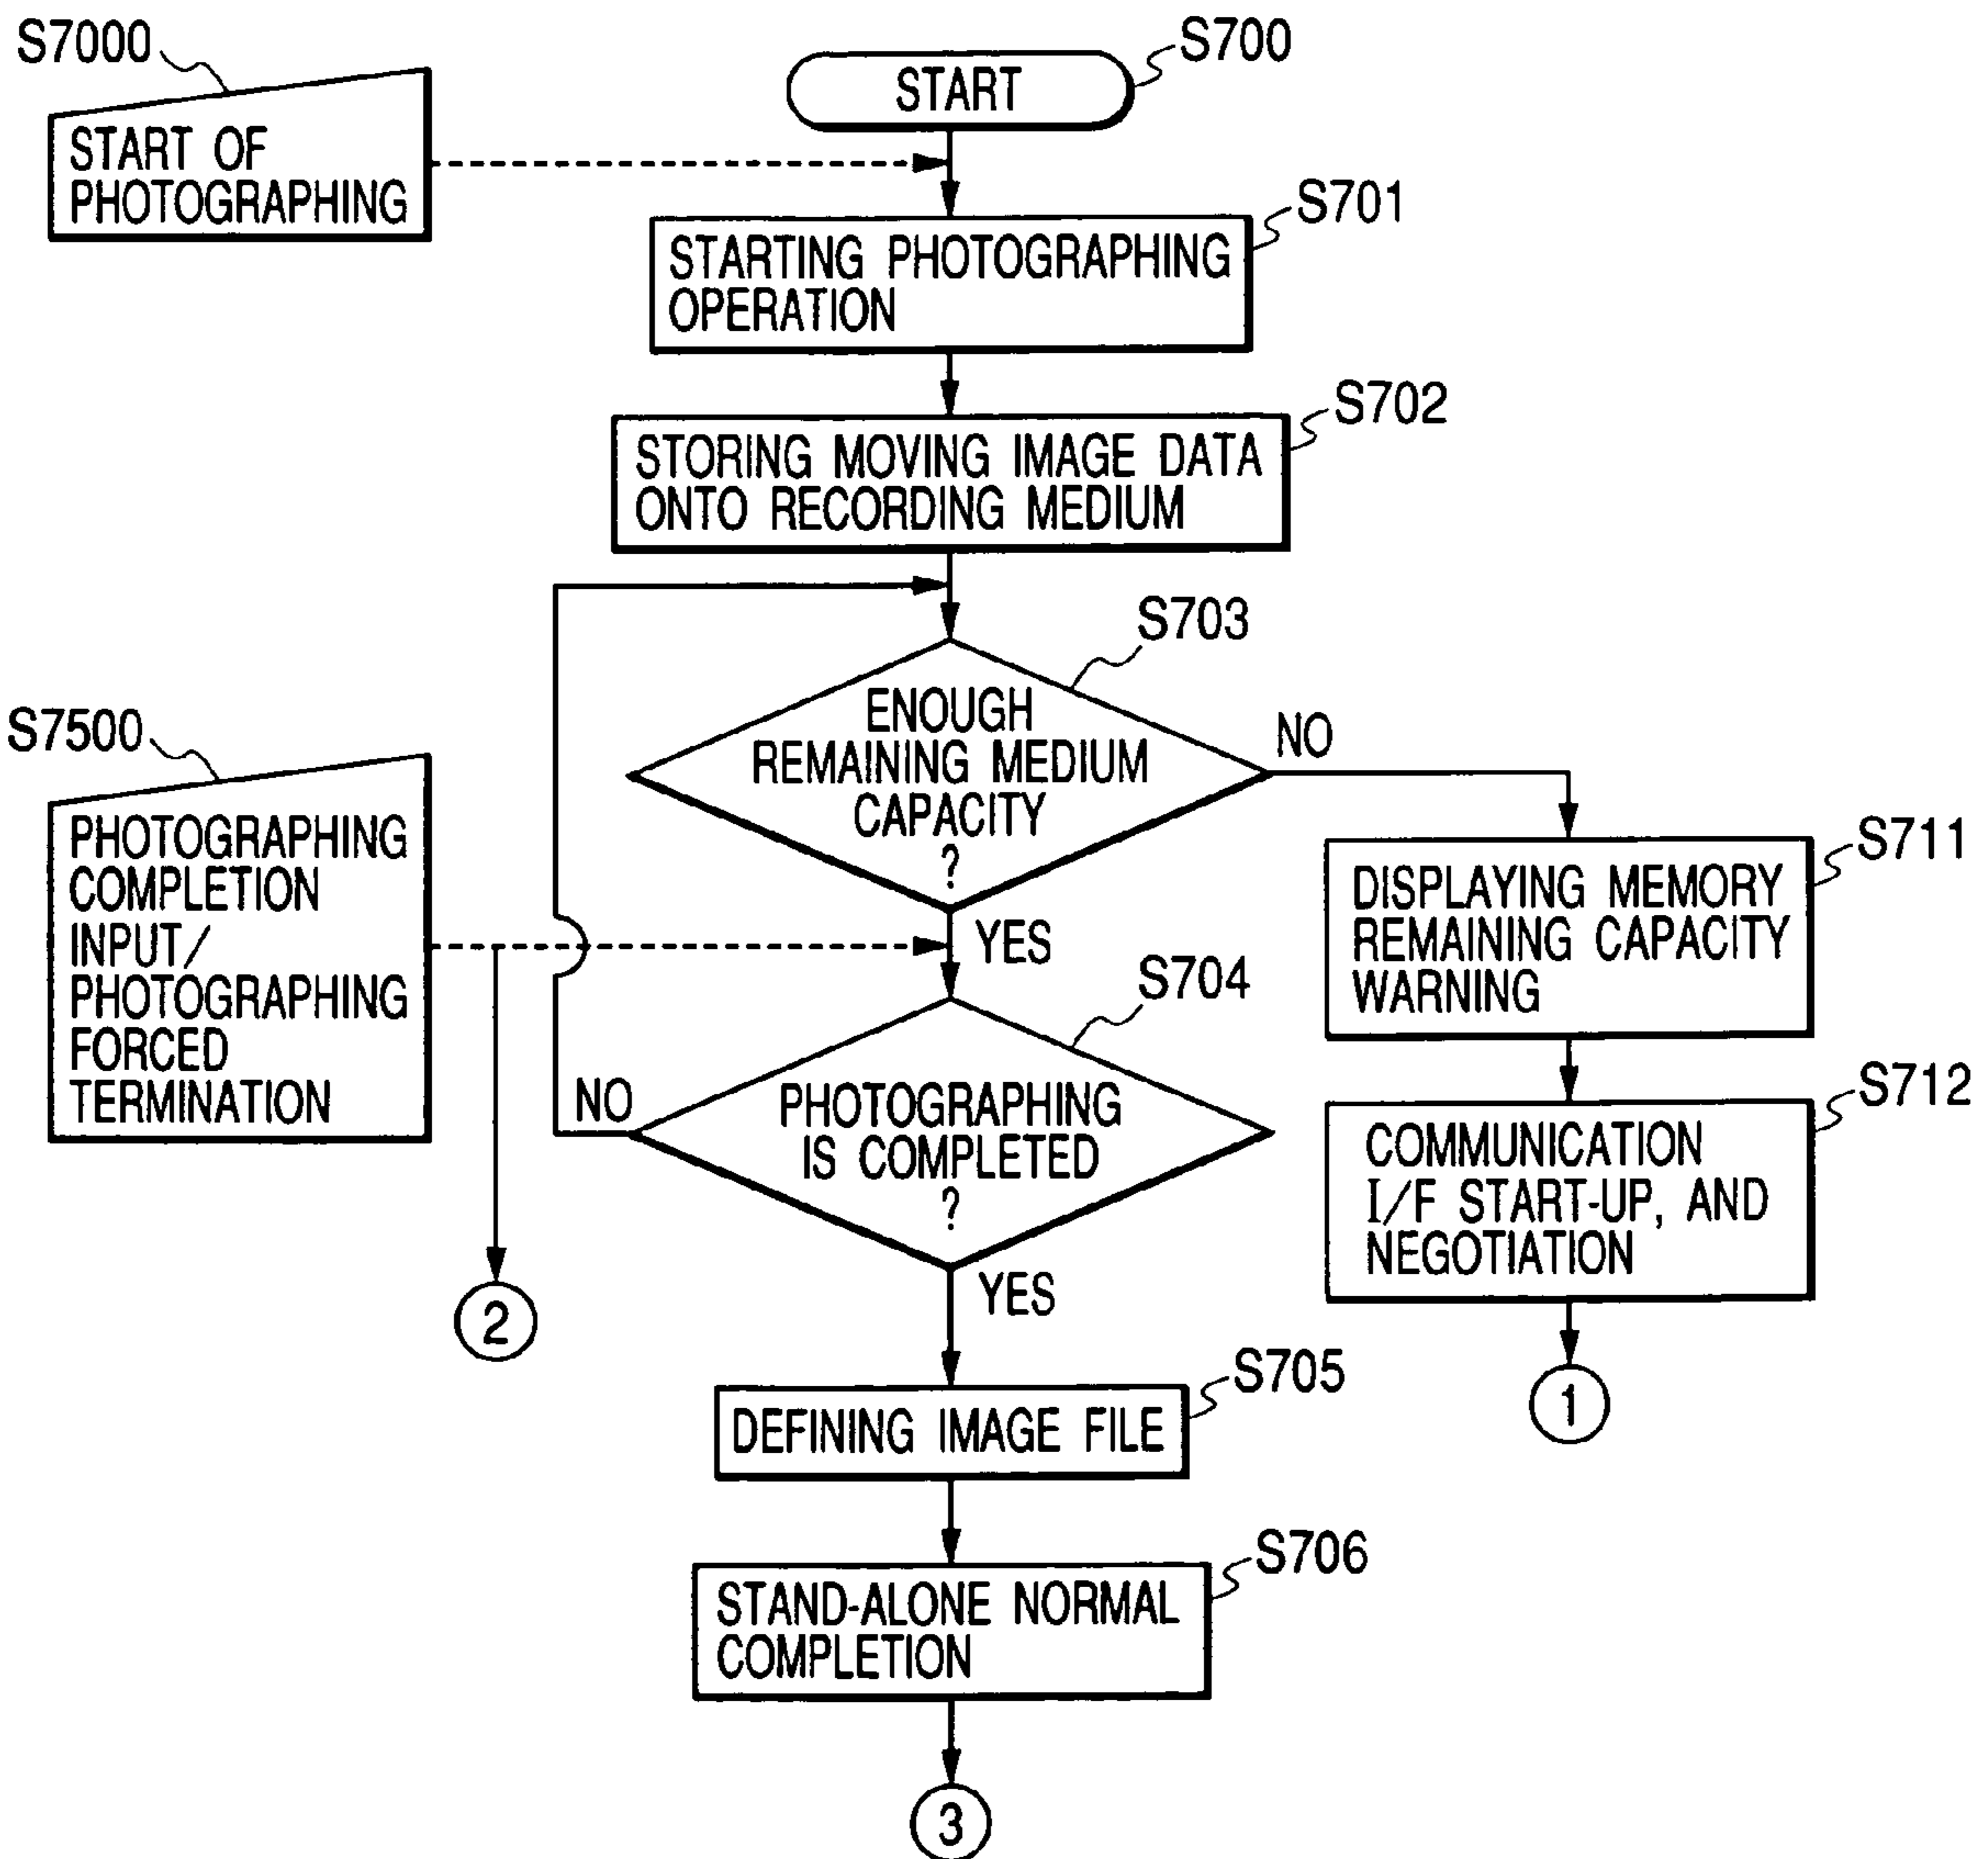 S7000
START OF
PHOTOGRAPHING
START
S700
STARTING PHOTOGRAPHING
OPERATION
S701
STORING MOVING IMAGE DATA
ONTO RECORDING MEDIUM
S702
S703
ENOUGH
REMAINING MEDIUM
CAPACITY
?
NO
YES
S7500
PHOTOGRAPHING
COMPLETION
INPUT/
PHOTOGRAPHING
FORCED
TERMINATION
S711
DISPLAYING MEMORY
REMAINING CAPACITY
WARNING
S704
PHOTOGRAPHING
IS COMPLETED
?
NO
YES
S712
COMMUNICATION
I/F START-UP, AND
NEGOTIATION
2
1
S705
DEFINING IMAGE FILE
S706
STAND-ALONE NORMAL
COMPLETION
3